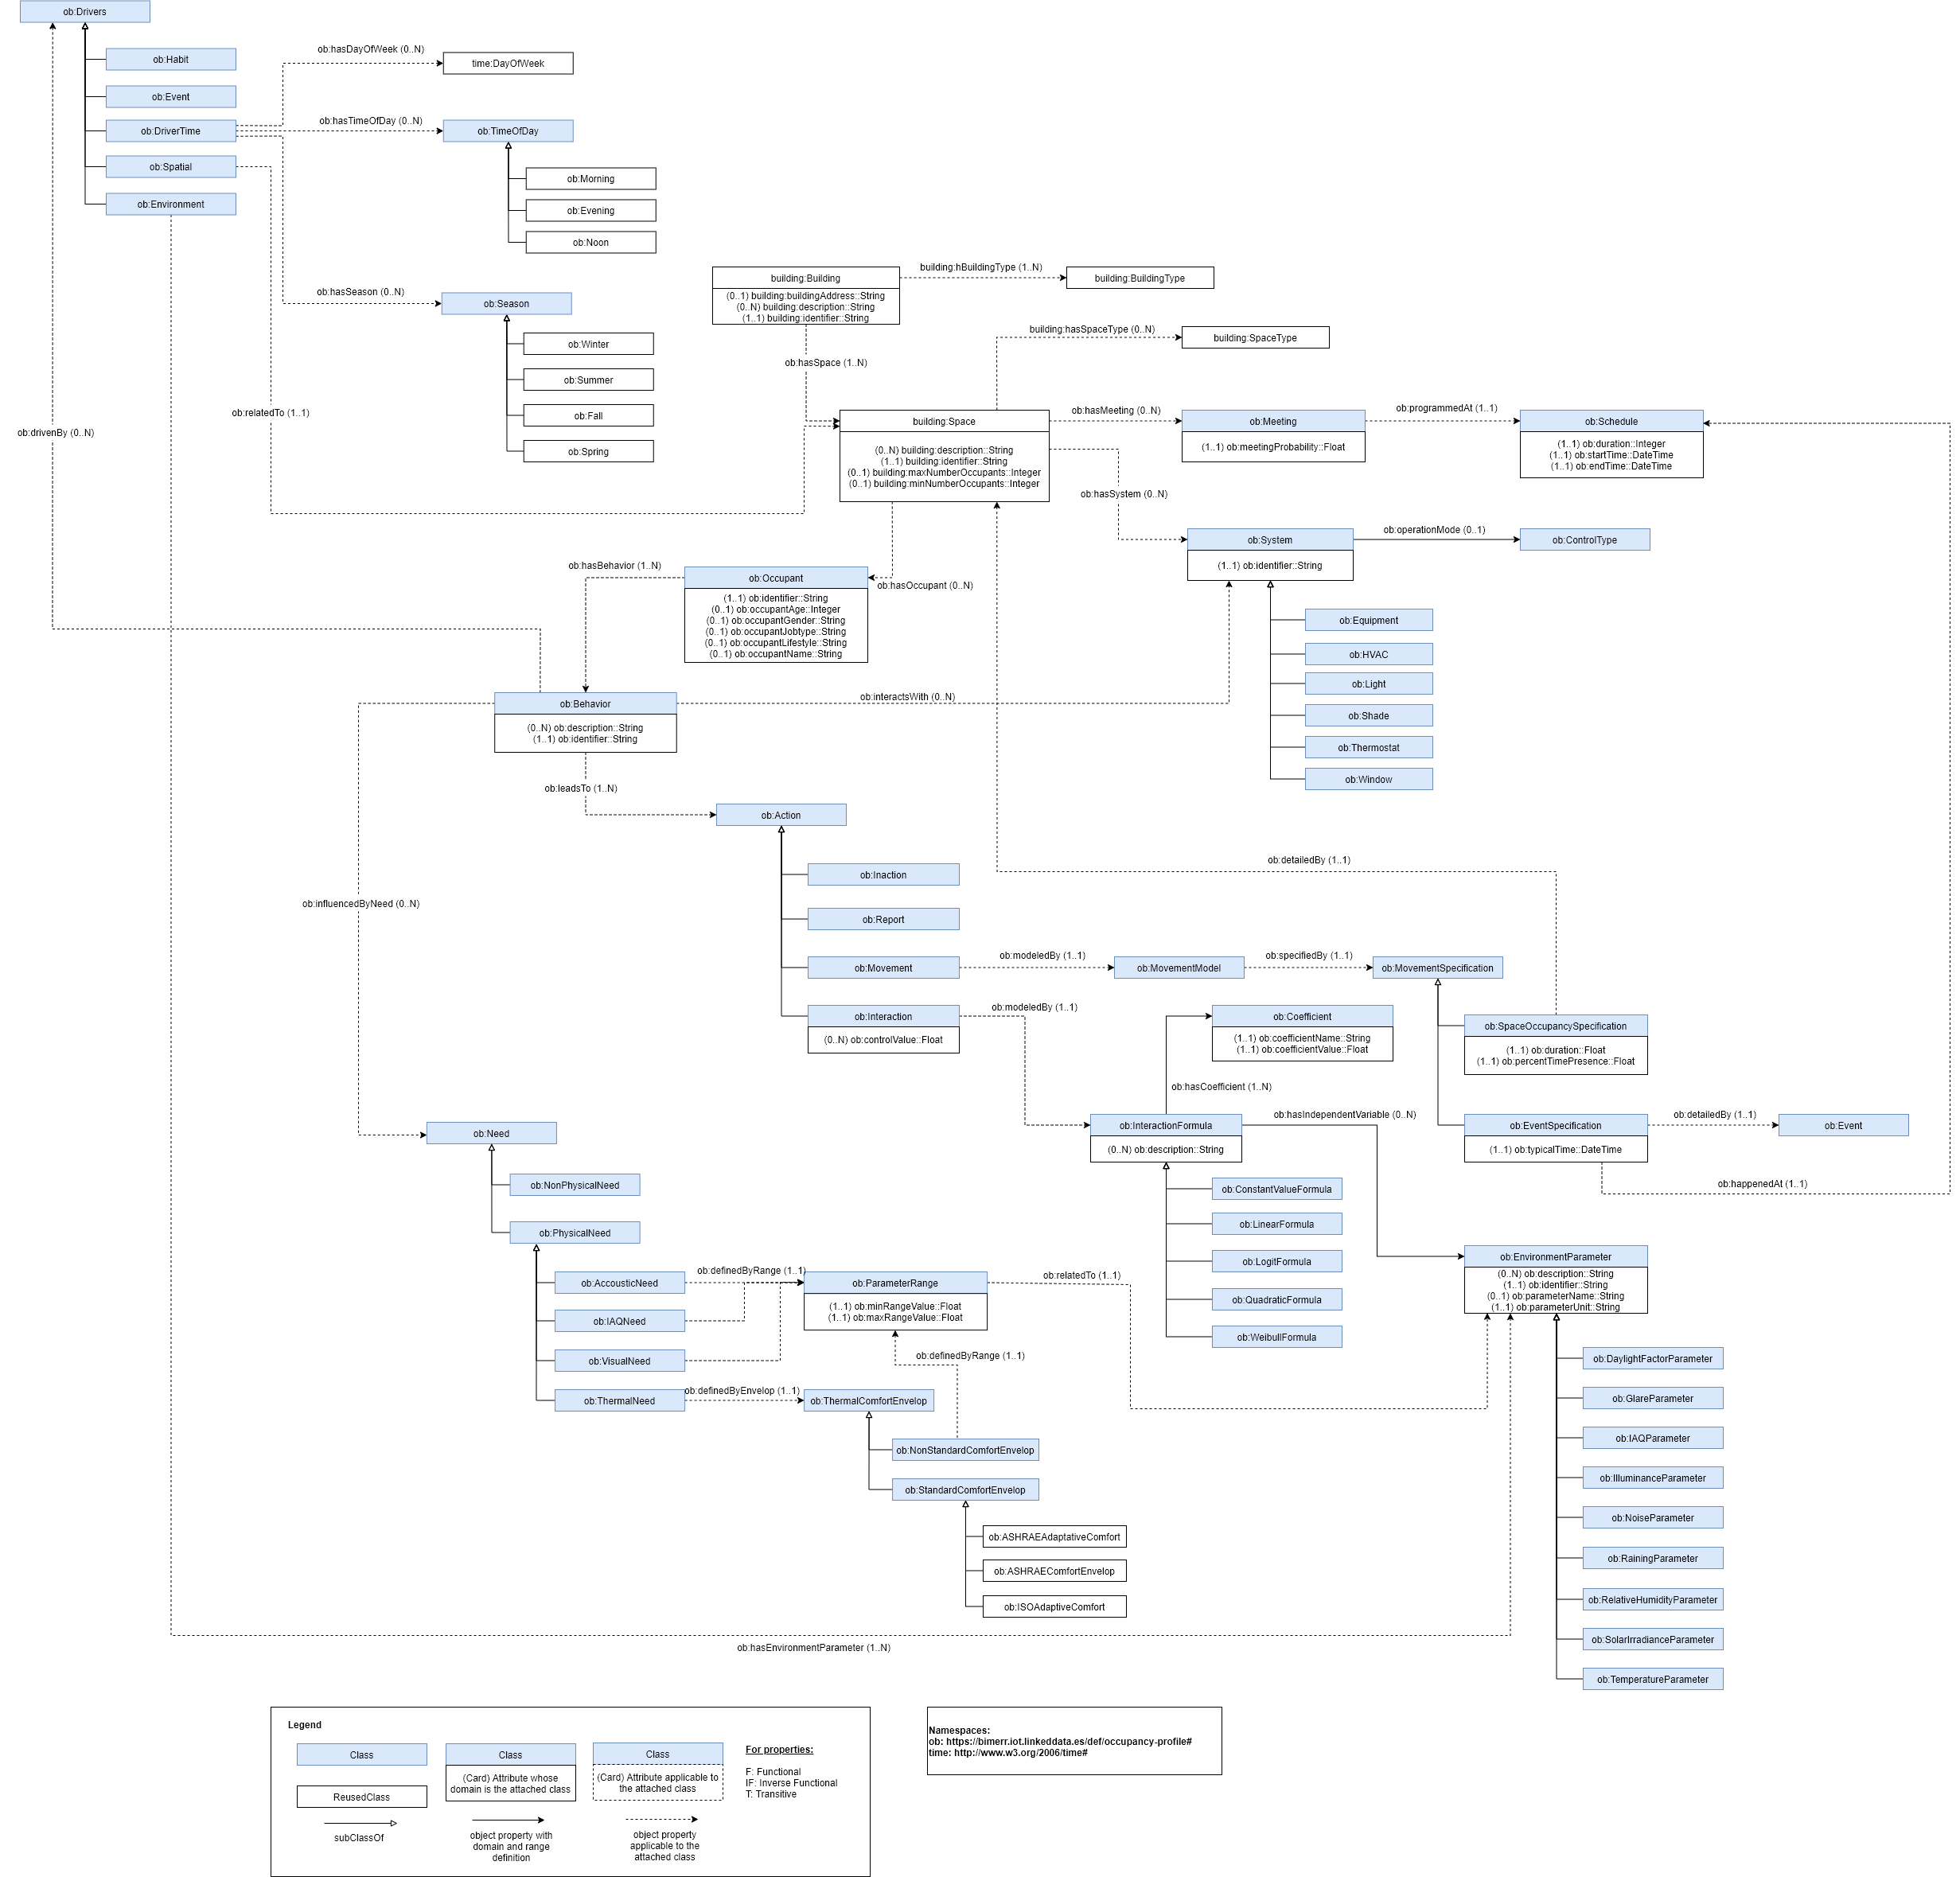 ob:Drivers
ob:Habit
ob:hasDayOfWeek (0..N)
time:DayOfWeek
ob:Event
ob:DriverTime
ob:hasTimeOfDay (0..N)
ob:TimeOfDay
ob:Spatial
ob:Morning
ob:Environment
ob:Evening
ob:Noon
ob:hasSeason (0..N)
ob:Season
ob:Winter
ob:Summer
ob:Fall
ob:Spring
ob:relatedTo (1..1)
ob:drivenBy (0..N)
building:Building
(0..1) building:buildingAddress::String
(0..N) building:description::String
(1..1) building:identifier::String
building:hBuildingType (1..N)
building:BuildingType
building:hasSpaceType (0..N)
building:SpaceType
ob:hasSpace (1..N)
building:Space
(0..N) building:description::String
(1..1) building:identifier::String
(0..1) building:maxNumberOccupants::Integer
(0..1) building:minNumberOccupants::Integer
ob:hasMeeting (0..N)
ob:Meeting
(1..1) ob:meetingProbability::Float
ob:programmedAt (1..1)
ob:Schedule
(1..1) ob:duration::Integer
(1..1) ob:startTime::DateTime
(1..1) ob:endTime::DateTime
ob:hasSystem (0..N)
ob:System
(1..1) ob:identifier::String
ob:operationMode (0..1)
ob:ControlType
ob:hasBehavior (1..N)
ob:hasOccupant (0..N)
ob:Occupant
(1..1) ob:identifier::String
(0..1) ob:occupantAge::Integer
(0..1) ob:occupantGender::String
(0..1) ob:occupantJobtype::String
(0..1) ob:occupantLifestyle::String
(0..1) ob:occupantName::String
ob:Equipment
ob:HVAC
ob:Light
ob:Shade
ob:Thermostat
ob:Window
ob:Behavior
(0..N) ob:description::String
(1..1) ob:identifier::String
ob:interactsWith (0..N)
ob:leadsTo (1..N)
ob:Action
ob:detailedBy (1..1)
ob:Inaction
ob:influencedByNeed (0..N)
ob:Report
ob:Movement
ob:modeledBy (1..1)
ob:MovementModel
ob:specifiedBy (1..1)
ob:MovementSpecification
ob:Interaction
(0..N) ob:controlValue::Float
ob:modeledBy (1..1)
ob:Coefficient
(1..1) ob:coefficientName::String
(1..1) ob:coefficientValue::Float
ob:SpaceOccupancySpecification
(1..1) ob:duration::Float
(1..1) ob:percentTimePresence::Float
ob:hasCoefficient (1..N)
ob:InteractionFormula
(0..N) ob:description::String
ob:hasIndependentVariable (0..N)
ob:EventSpecification
(1..1) ob:typicalTime::DateTime
ob:detailedBy (1..1)
ob:Event
ob:happenedAt (1..1)
ob:Need
ob:NonPhysicalNeed
ob:PhysicalNeed
ob:ConstantValueFormula
ob:LinearFormula
ob:LogitFormula
ob:QuadraticFormula
ob:WeibullFormula
ob:AccousticNeed
ob:definedByRange (1..1)
ob:ParameterRange
(1..1) ob:minRangeValue::Float
(1..1) ob:maxRangeValue::Float
ob:relatedTo (1..1)
ob:EnvironmentParameter
(0..N) ob:description::String
(1..1) ob:identifier::String
(0..1) ob:parameterName::String
(1..1) ob:parameterUnit::String
ob:IAQNeed
ob:VisualNeed
ob:definedByRange (1..1)
ob:ThermalNeed
ob:definedByEnvelop (1..1)
ob:ThermalComfortEnvelop
ob:NonStandardComfortEnvelop
ob:StandardComfortEnvelop
ob:ASHRAEAdaptativeComfort
ob:ASHRAEComfortEnvelop
ob:ISOAdaptiveComfort
ob:DaylightFactorParameter
ob:GlareParameter
ob:IAQParameter
ob:IlluminanceParameter
ob:NoiseParameter
ob:RainingParameter
ob:RelativeHumidityParameter
ob:SolarIrradianceParameter
ob:TemperatureParameter
ob:hasEnvironmentParameter (1..N)
Legend
Class
ReusedClass
subClassOf
Class
(Card) Attribute whose
domain is the attached class
object property with
domain and range
definition
Class
(Card) Attribute applicable to
the attached class
object property
applicable to the
attached class
For properties:
F: Functional
IF: Inverse Functional
T: Transitive
Namespaces:
ob: https://bimerr.iot.linkeddata.es/def/occupancy-profile#
time: http://www.w3.org/2006/time#